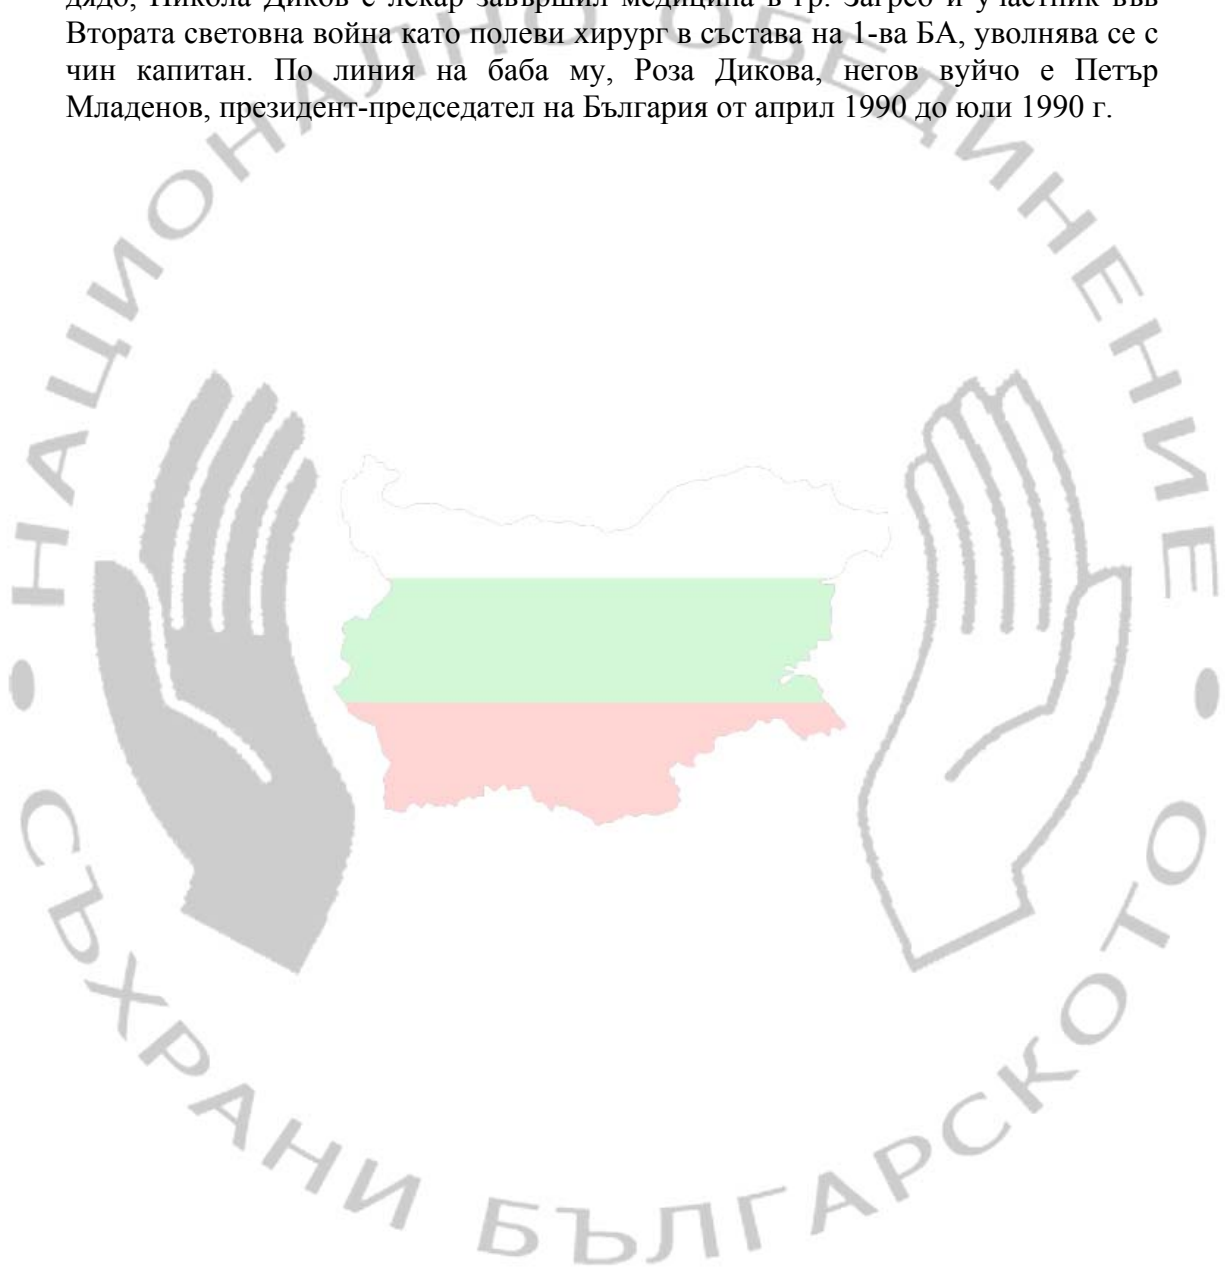 дядо, Никола Диков е лекар завършил медицина в гр. Загреб и участник във
Втората световна война като полеви хирург в състава на 1-ва БА, уволнява се с
чин капитан. По линия на баба му, Роза Дикова, негов вуйчо е Петър
Младенов, президент-председател на България от април 1990 до юли 1990 г.
НАЦИОНАЛНО ОБЕДИНЕНИЕ
СЪХРАНИ БЪЛГАРСКОТО